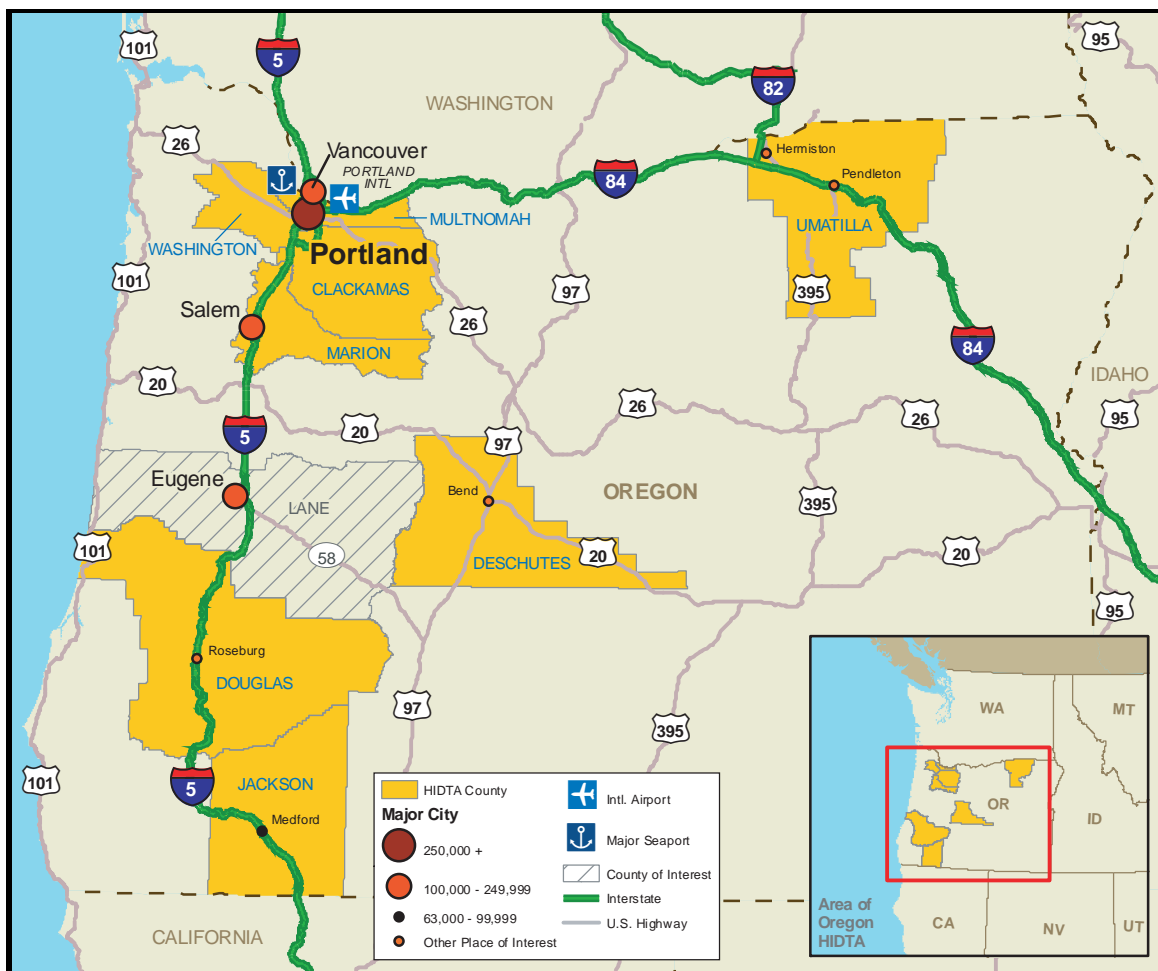 101
5
95
WASHINGTON
82
26
Vancouver
PORTLAND
INTL
Hermiston
84
Pendleton
MULTNOMAH
UMATILLA
WASHINGTON
Portland
101
CLACKAMAS
97
395
Salem
26
84
MARION
IDAHO
20
26
26
95
5
20
97
Eugene
Bend
OREGON
395
LANE
101
58
DESCHUTES
20
20
95
Roseburg
DOUGLAS
97
395
101
5
JACKSON
Medford
CALIFORNIA
HIDTA County
Major City
250,000 +
100,000 - 249,999
63,000 - 99,999
Other Place of Interest
Intl. Airport
Major Seaport
County of Interest
Interstate
U.S. Highway
WA
MT
OR
ID
Area of
Oregon
HIDTA
CA
NV
UT